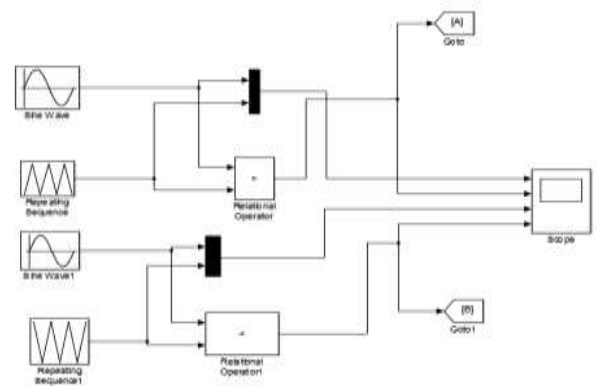 [A]
Goto
Sine Wave
Repeating
Sequence
Relational
Operator
Scope
Sine Wave1
[B]
Goto1
Repeating
Sequence1
Relational
Operator1